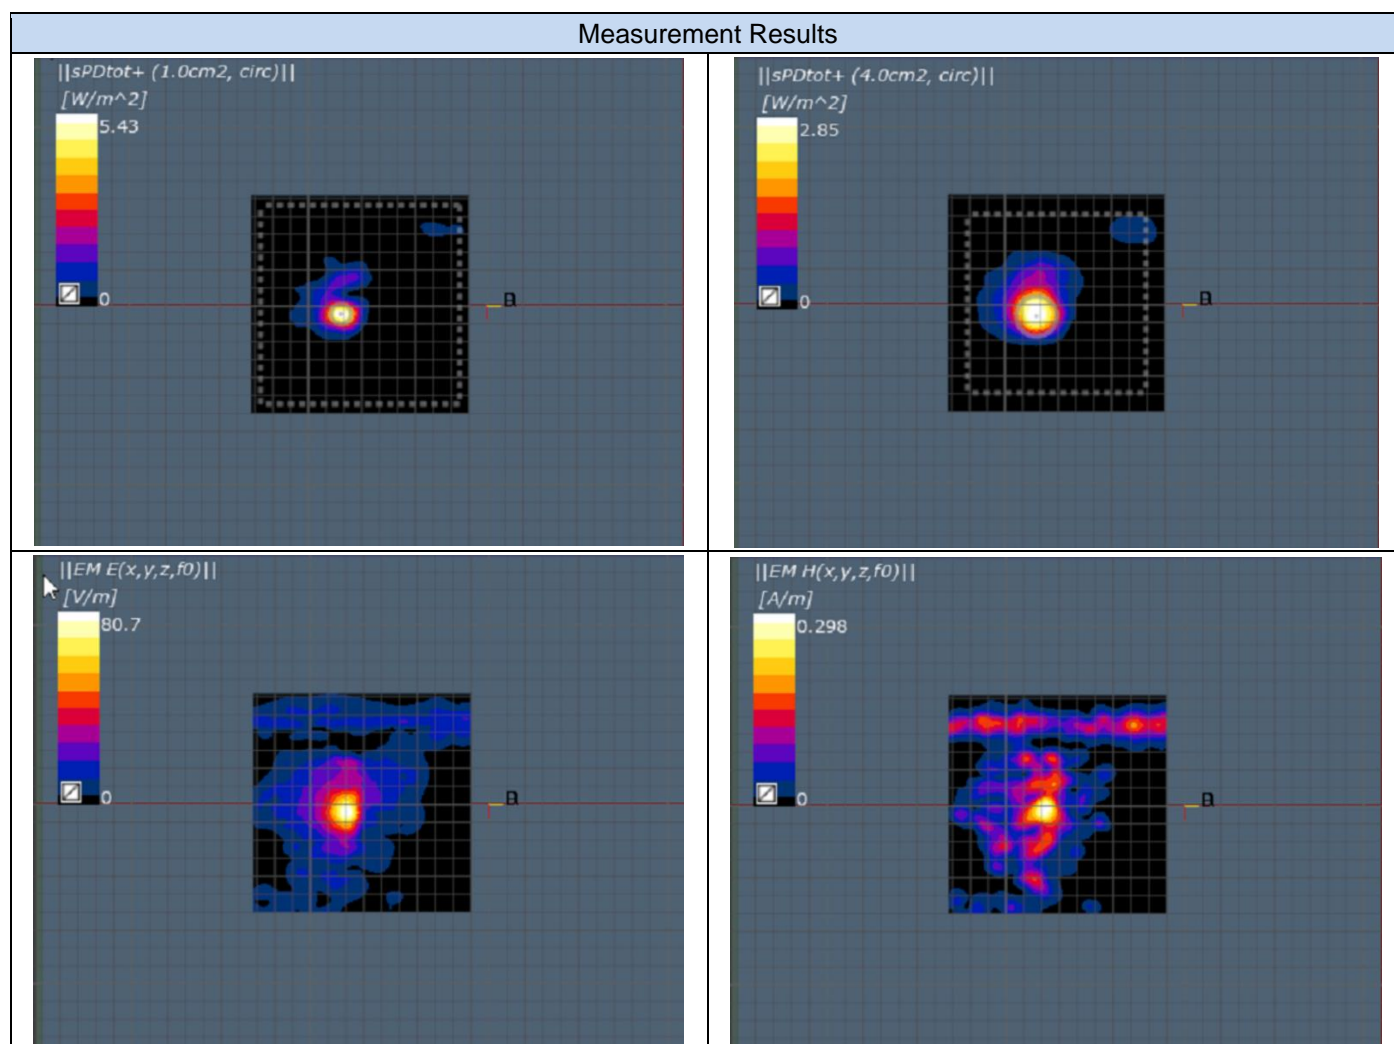 Measurement Results
||sPDtot+ (1.0cm2, circ)||
[W/m^2]
5.43
0
||sPDtot+ (4.0cm2, circ)||
[W/m^2]
2.85
0
||EM E(x,y,z,f0)||
[V/m]
80.7
0
||EM H(x,y,z,f0)||
[A/m]
0.298
0